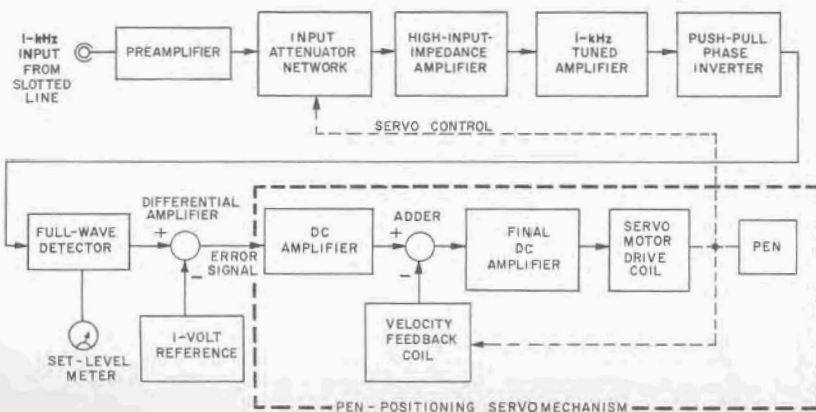 1-kHz
INPUT
FROM
SLOTTED
LINE
PREAMPLIFIER
INPUT
ATTENUATOR
NETWORK
HIGH-INPUT-
IMPEDANCE
AMPLIFIER
1-kHz
TUNED
AMPLIFIER
PUSH-PULL
PHASE
INVERTER
SERVO CONTROL
FULL-WAVE
DETECTOR
DIFFERENTIAL
AMPLIFIER
+
-
ERROR
SIGNAL
DC
AMPLIFIER
ADDER
+
-
FINAL
DC
AMPLIFIER
SERVO
MOTOR
DRIVE
COIL
PEN
SET-LEVEL
METER
1-VOLT
REFERENCE
VELOCITY
FEEDBACK
COIL
PEN-POSITIONING SERVOMECHANISM